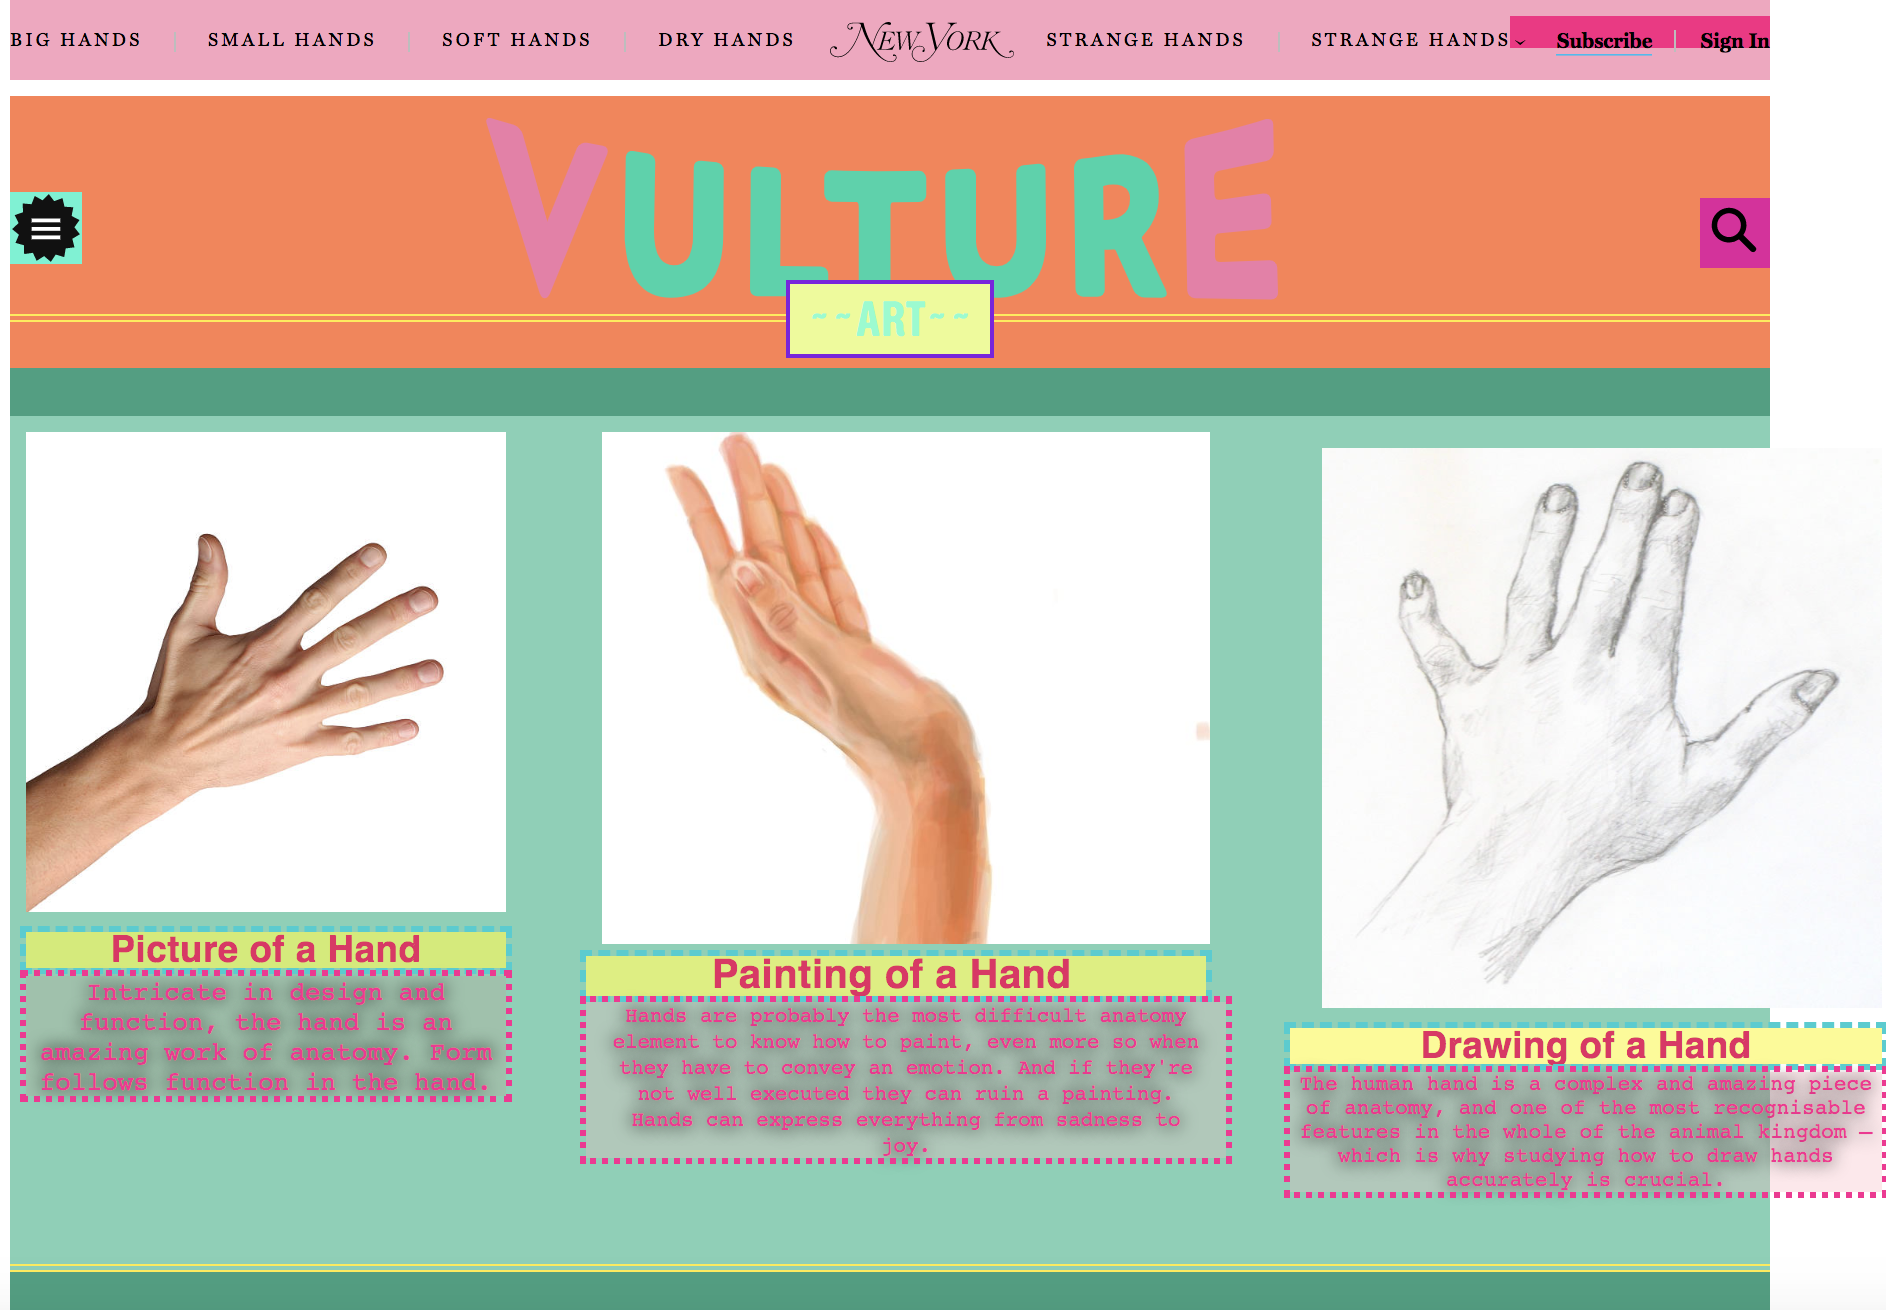 BIG HANDS
SMALL HANDS
SOFT HANDS
DRY HANDS
NEW YORK
STRANGE HANDS
STRANGE HANDS
Subscribe
Sign In
VULTURE
~~ART~~
Picture of a Hand
Intricate in design and
function, the hand is an
amazing work of anatomy. Form
follows function in the hand.
Painting of a Hand
Hands are probably the most difficult anatomy
element to know how to paint, even more so when
they have to convey an emotion. And if they're
not well executed they can ruin a painting.
Hands can express everything from sadness to
joy.
Drawing of a Hand
The human hand is a complex and amazing piece
of anatomy, and one of the most recognisable
features in the whole of the animal kingdom —
which is why studying how to draw hands
accurately is crucial.